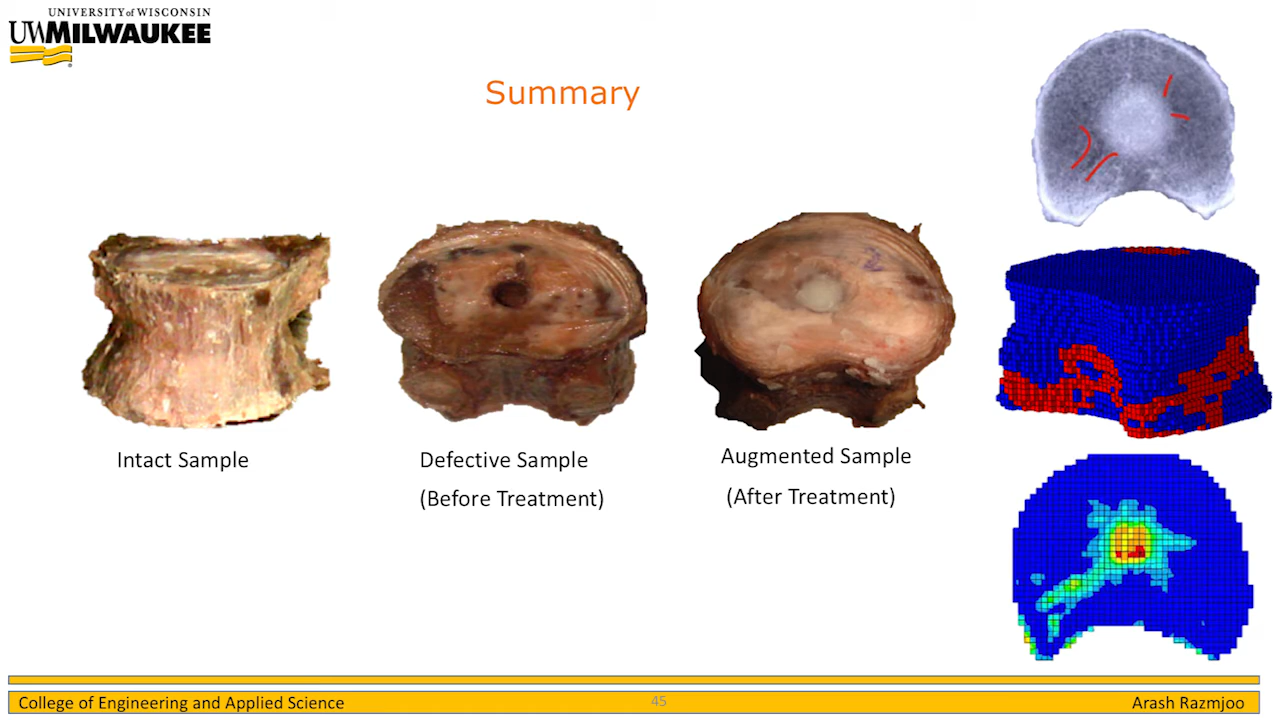 UNIVERSITY of WISCONSIN
UWMILWAUKEE
Summary
Intact Sample
Defective Sample
(Before Treatment)
Augmented Sample
(After Treatment)
College of Engineering and Applied Science
45
Arash Razmjoo